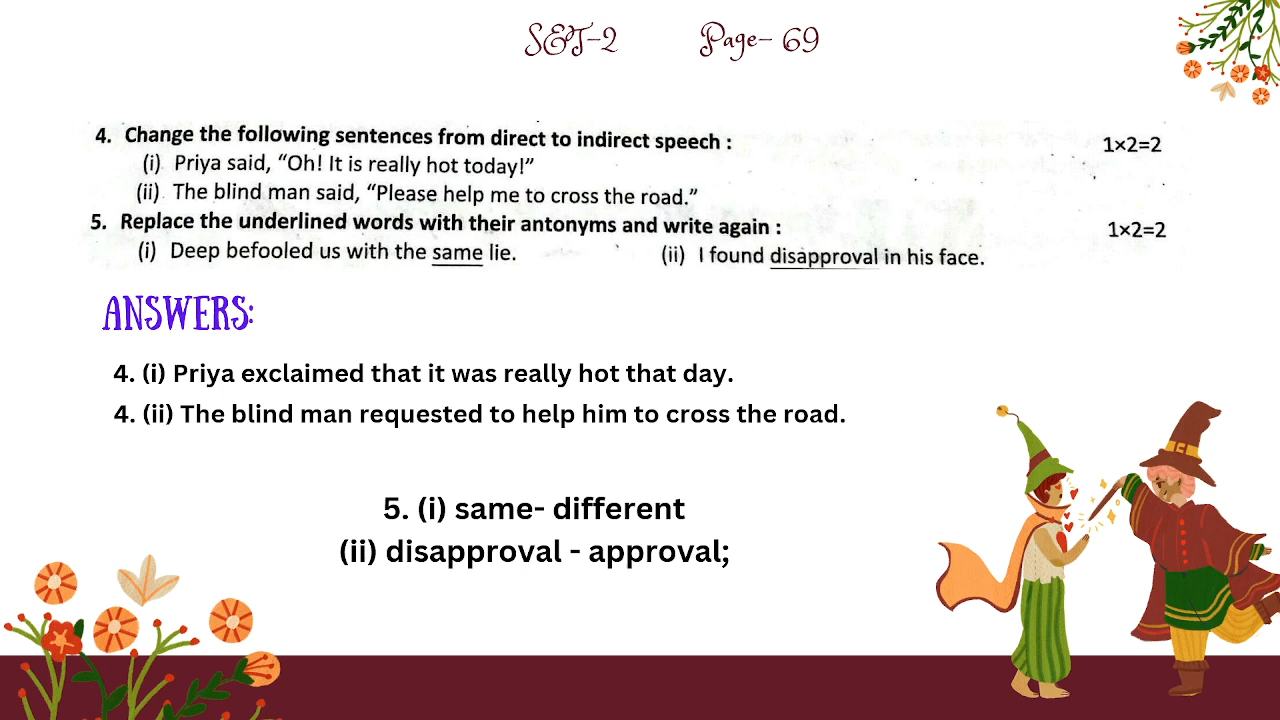 SET-2 Page- 69
4. Change the following sentences from direct to indirect speech : 1×2=2
(i) Priya said, “Oh! It is really hot today!”
(ii) The blind man said, “Please help me to cross the road.”
5. Replace the underlined words with their antonyms and write again : 1×2=2
(i) Deep befooled us with the same lie. (ii) I found disapproval in his face.
ANSWERS:
4. (i) Priya exclaimed that it was really hot that day.
4. (ii) The blind man requested to help him to cross the road.
5. (i) same- different
(ii) disapproval - approval;